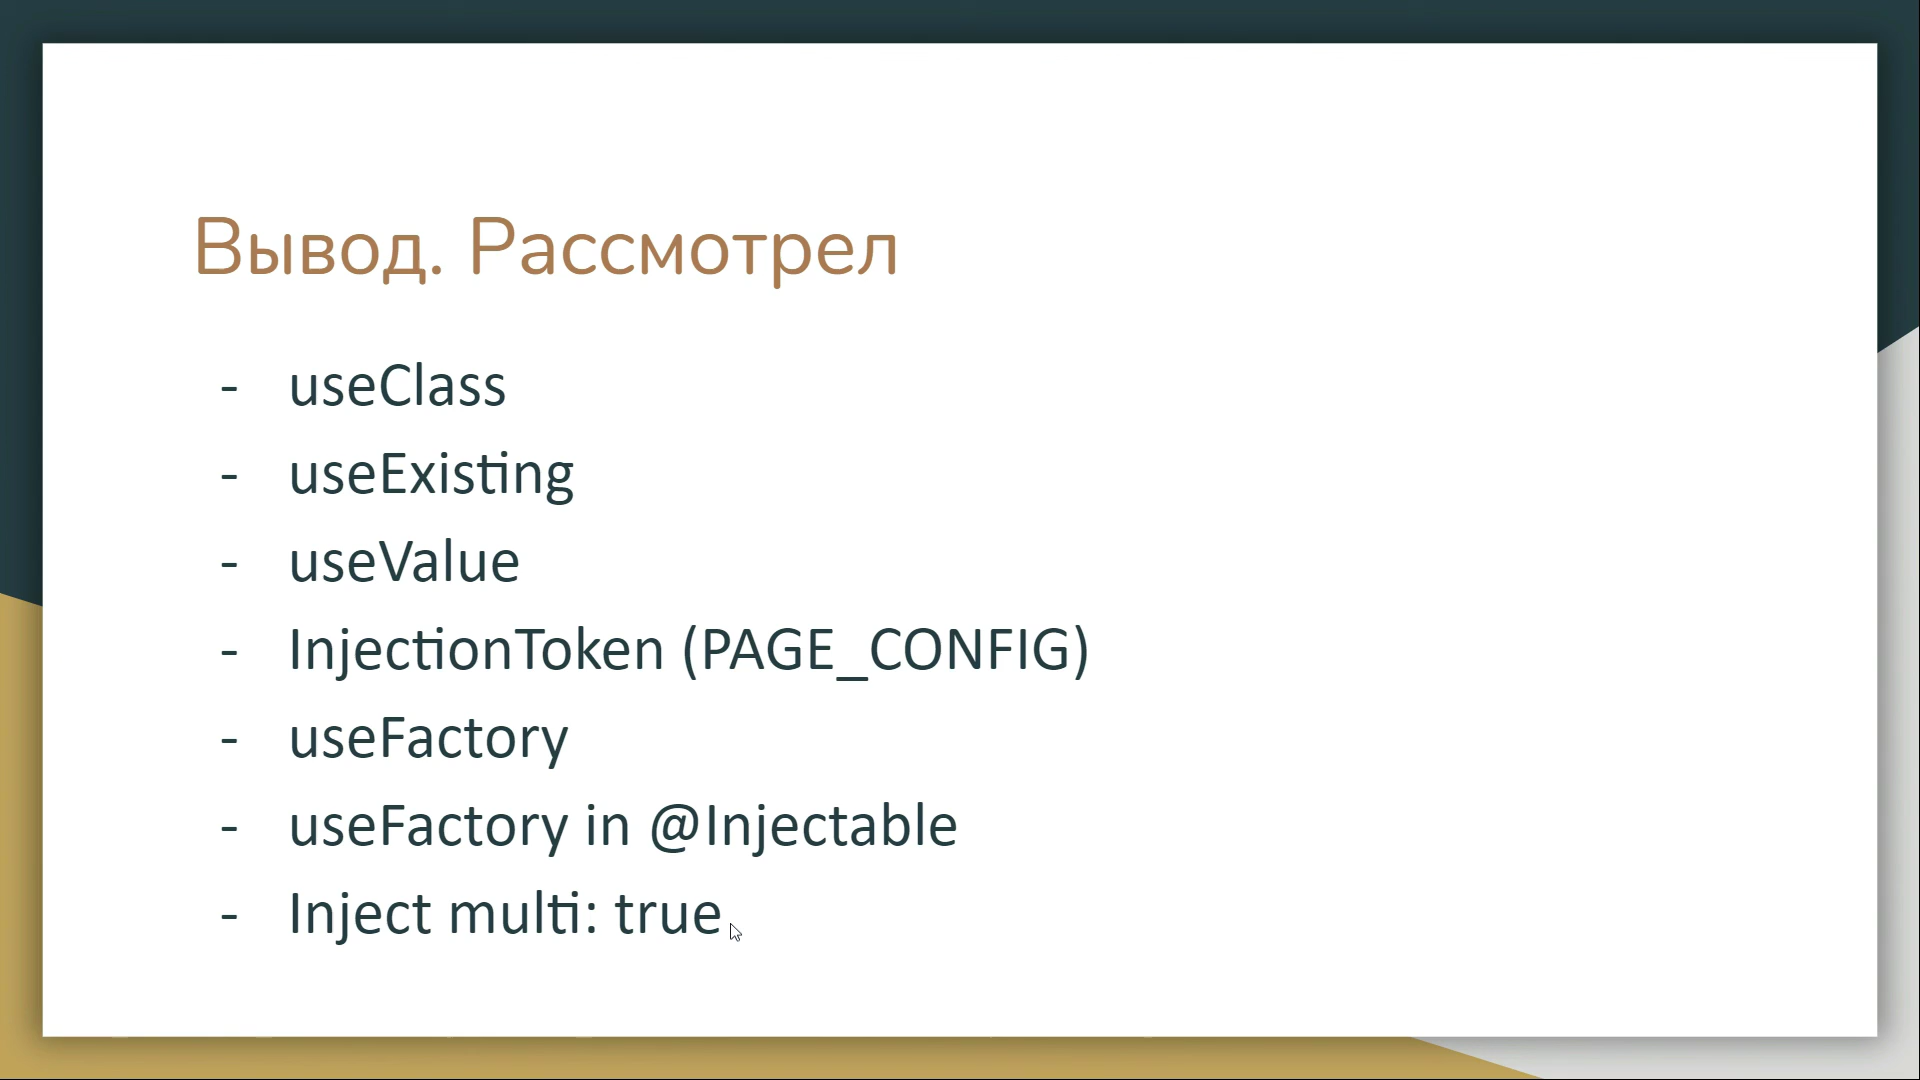 Вывод. Рассмотрел
- useClass
- useExisting
- useValue
- InjectionToken (PAGE_CONFIG)
- useFactory
- useFactory in @Injectable
- Inject multi: true